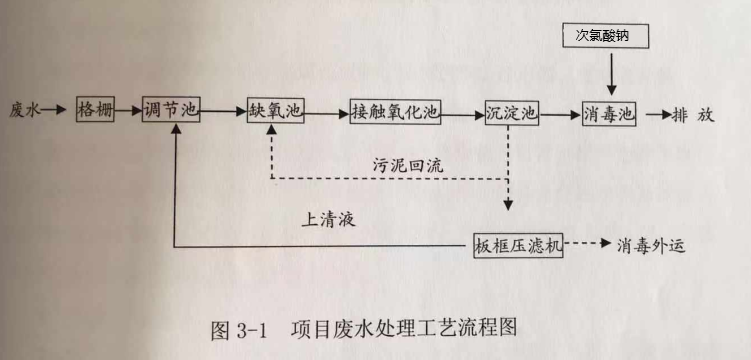 次氯酸钠
废水 格栅 调节池 缺氧池 接触氧化池 沉淀池 消毒池 排放
污泥回流
上清液
板框压滤机 消毒外运
图 3-1 项目废水处理工艺流程图